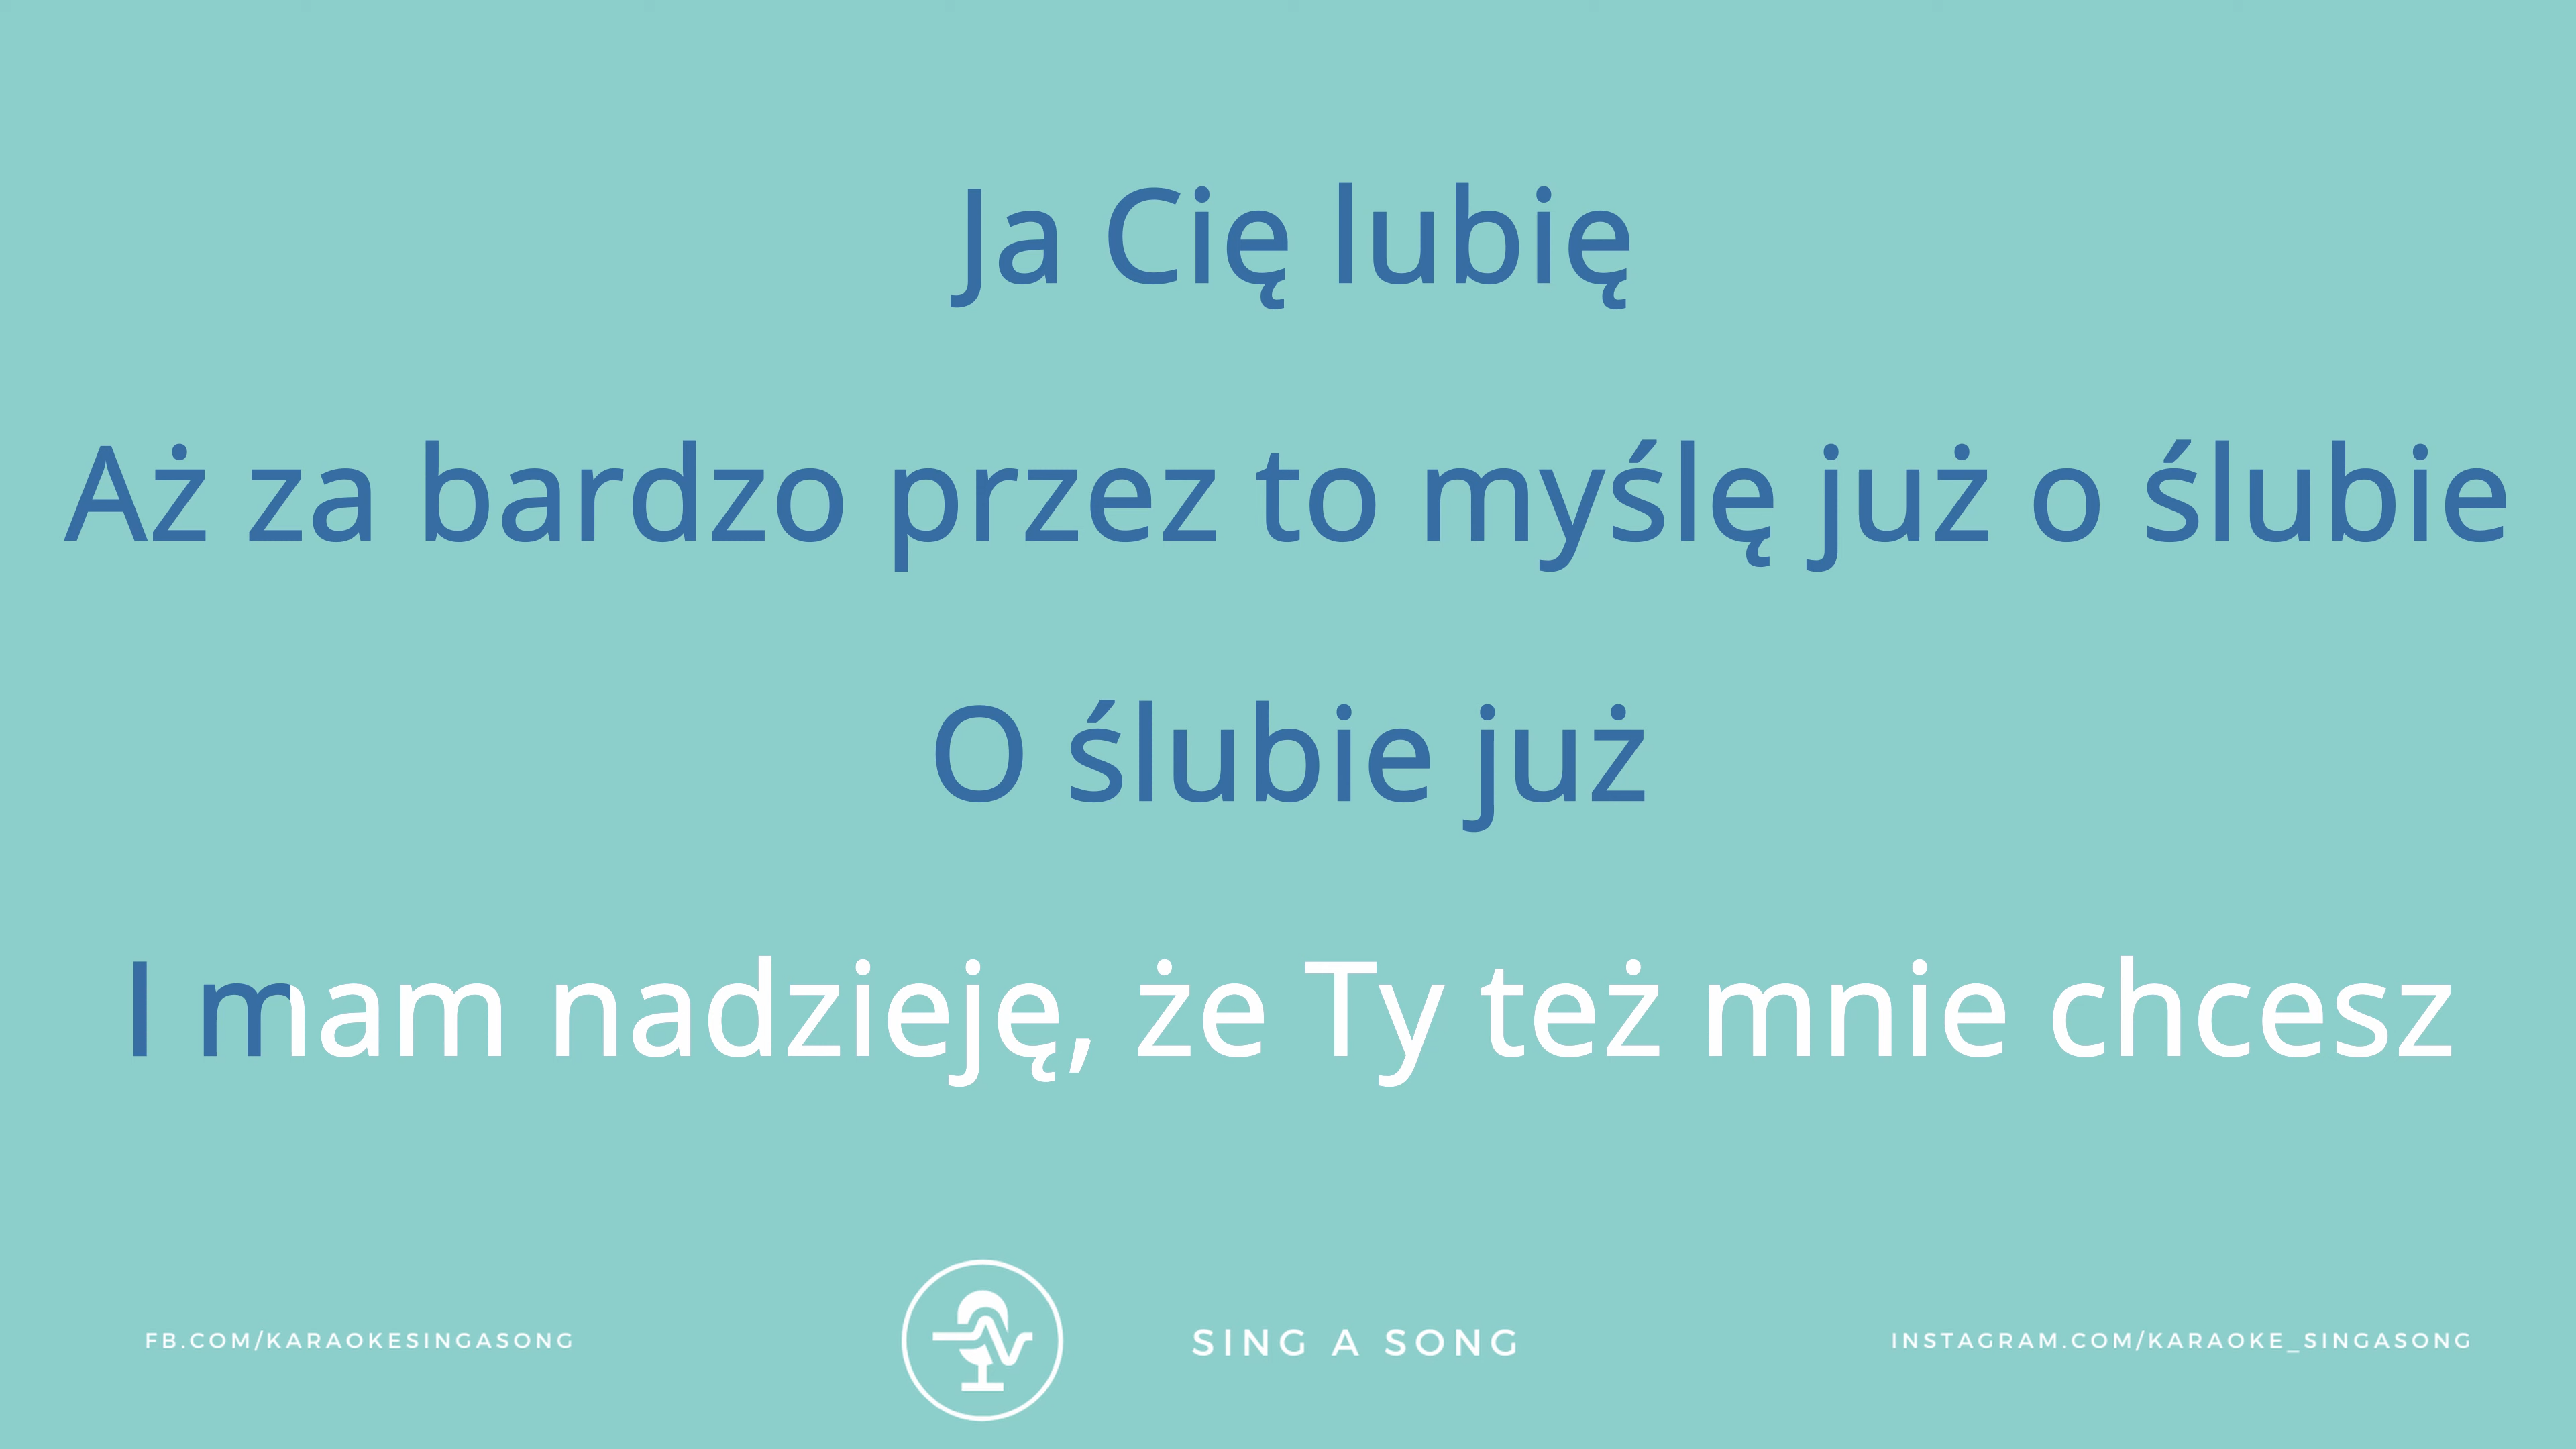 Ja Cię lubię
Aż za bardzo przez to myślę już o ślubie
O ślubie już
I mam nadzieję, że Ty też mnie chcesz
FB.COM/KARAOKESINGASONG
SING A SONG
INSTAGRAM.COM/KARAOKE_SINGASONG